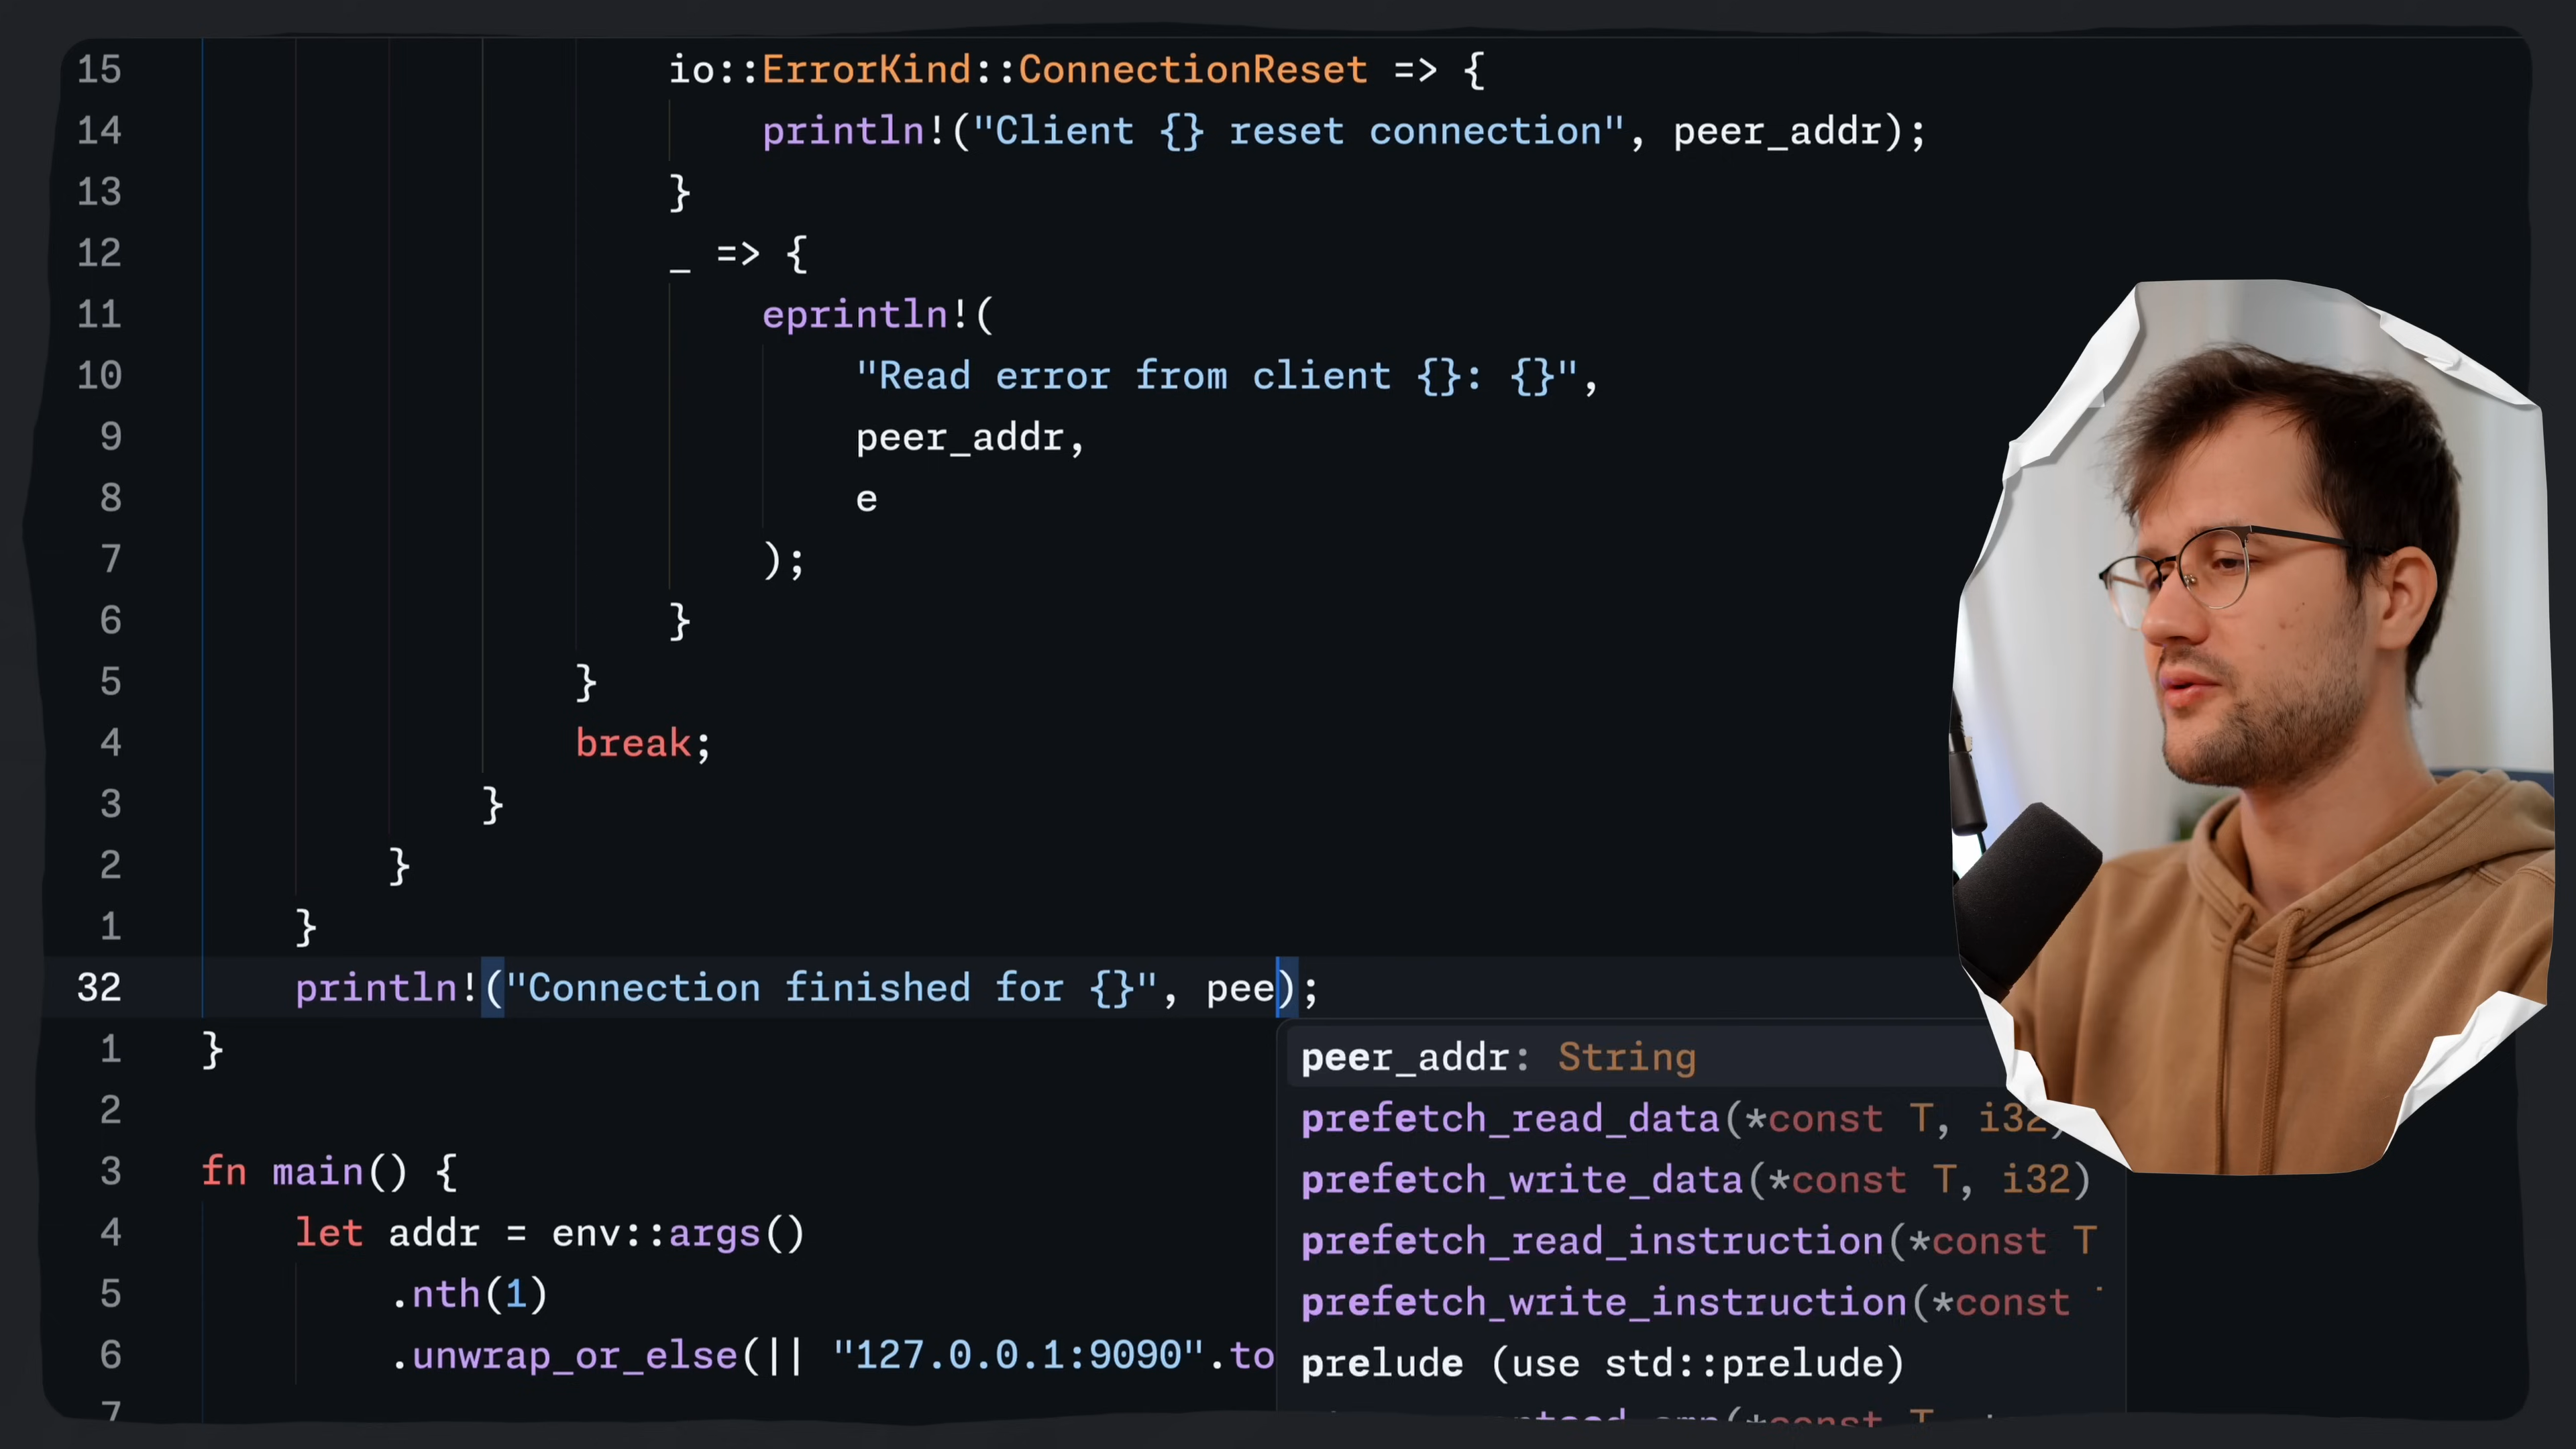 15 io::ErrorKind::ConnectionReset => {
14 println!("Client {} reset connection", peer_addr);
13 }
12 _ => {
11 eprintln!(
10 "Read error from client {}: {}",
9 peer_addr,
8 e
7 );
6 }
5 }
4 break;
3 }
2 }
1 }
32 println!("Connection finished for {}", pee);
1 }
2
3 fn main() {
4 let addr = env::args()
5 .nth(1)
6 .unwrap_or_else(|| "127.0.0.1:9090".to
7
peer_addr: String
prefetch_read_data(*const T, i32)
prefetch_write_data(*const T, i32)
prefetch_read_instruction(*const T
prefetch_write_instruction(*const
prelude (use std::prelude)